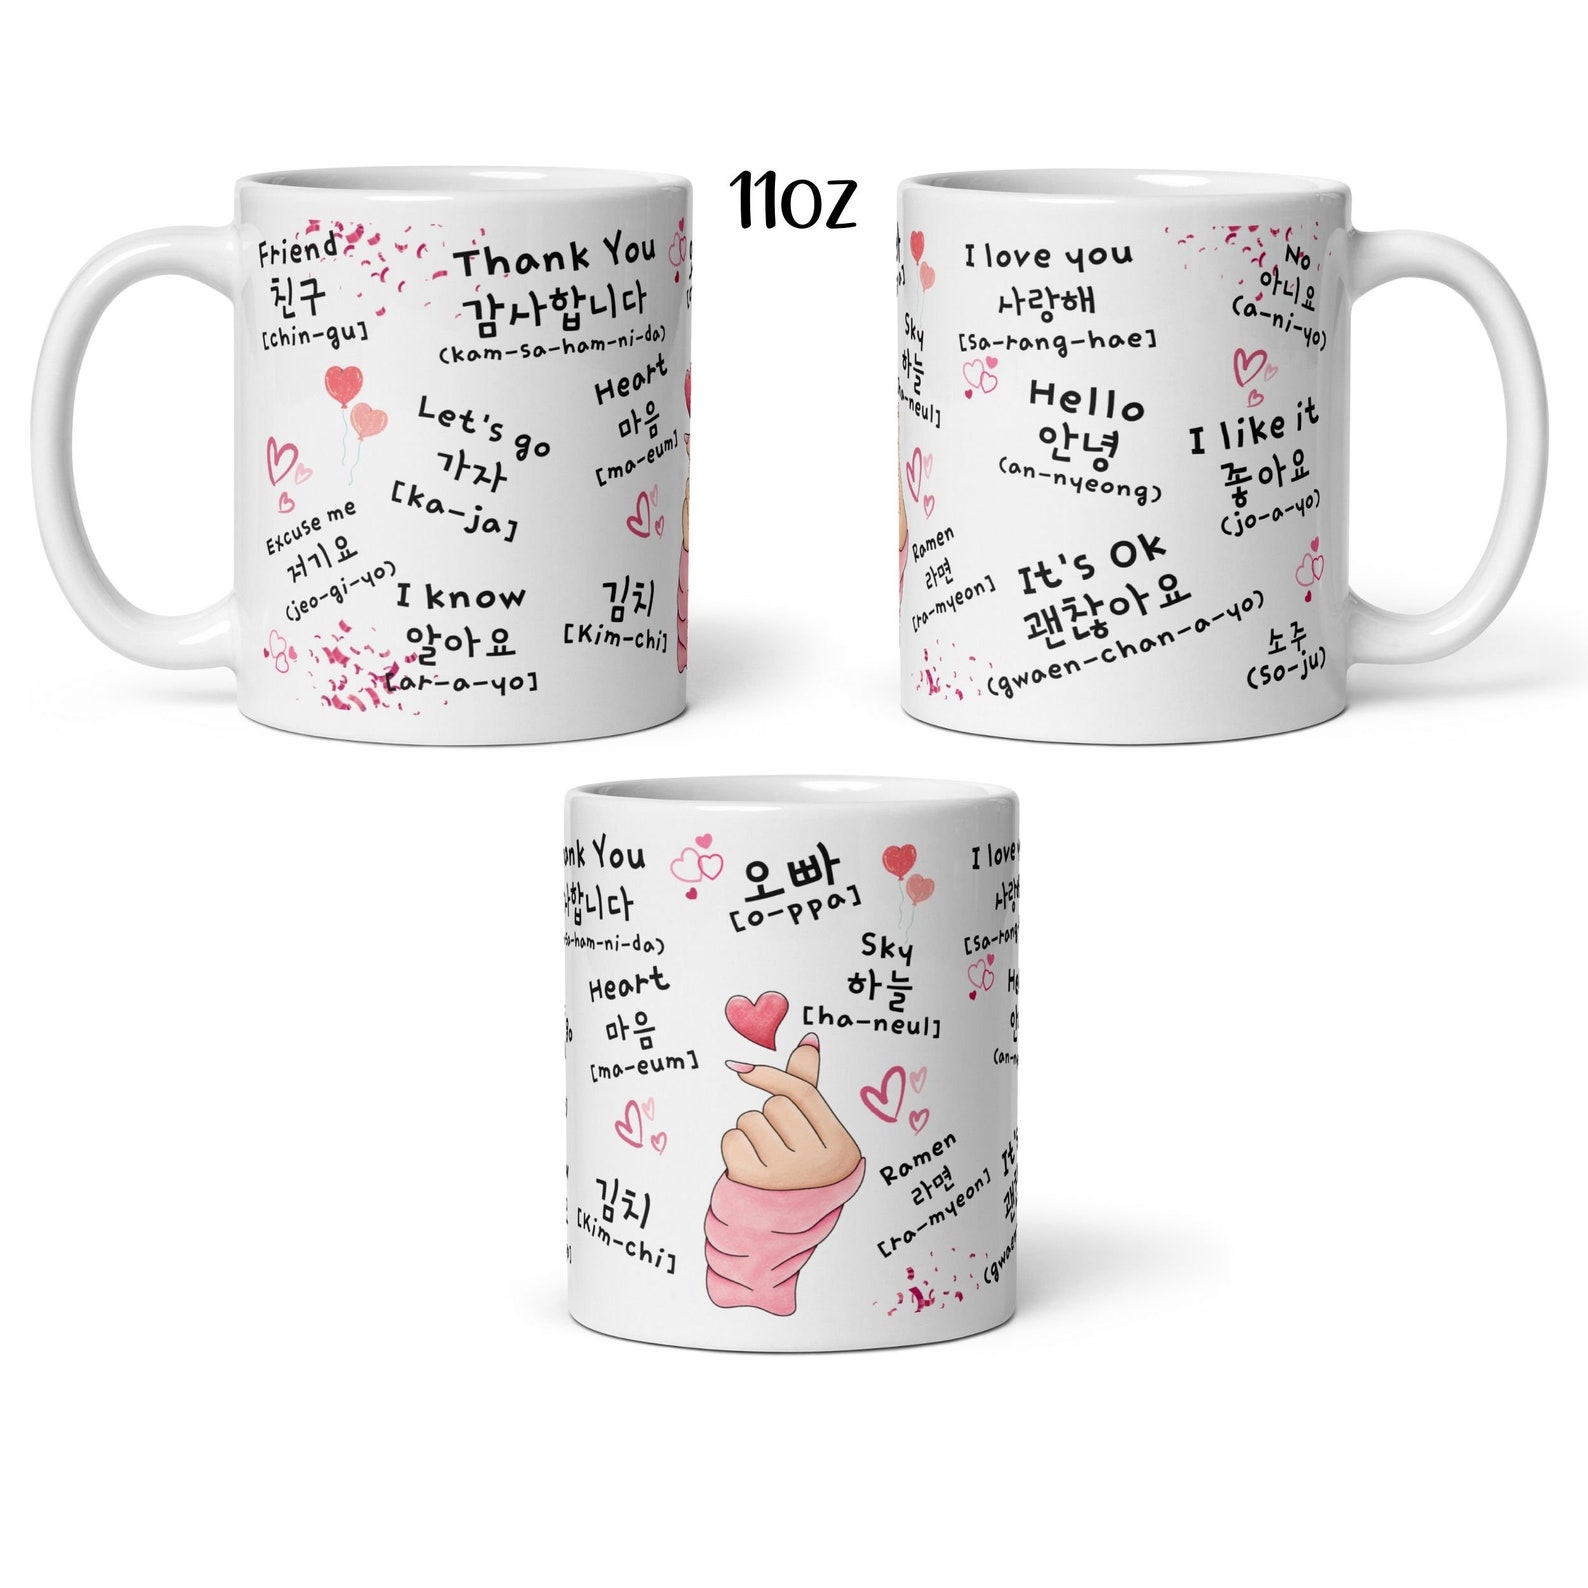 11oz
Friend
친구
[chin-gu]
Thank You
감사합니다
(kam-sa-ham-ni-da)
Let's go
가자
[ka-ja]
Heart
마음
[ma-eum]
Excuse me
저기요
(jeo-gi-yo)
I know
알아요
[ar-a-yo]
김치
[Kim-chi]
I love you
사랑해
[sa-rang-hae]
No
아니요
(a-ni-yo)
Sky
하늘
Hello
안녕
(an-nyeong)
I like it
좋아요
(jo-a-yo)
Ramen
라면
[ra-myeon]
It's Ok
괜찮아요
(gwaen-chan-a-yo)
소주
(so-ju)
You
오빠
[o-ppa]
I love
Sky
하늘
[ha-neul]
Heart
마음
[ma-eum]
김치
[Kim-chi]
Ramen
라면
[ra-myeon]